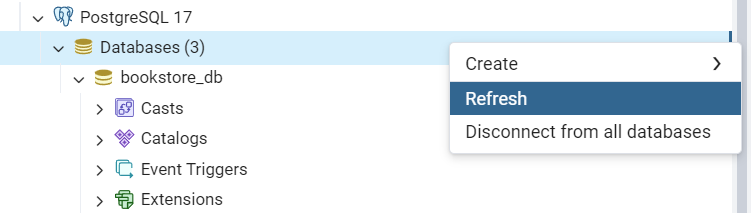 PostgreSQL 17
Databases (3)
bookstore_db
Casts
Catalogs
Event Triggers
Extensions
Create
Refresh
Disconnect from all databases